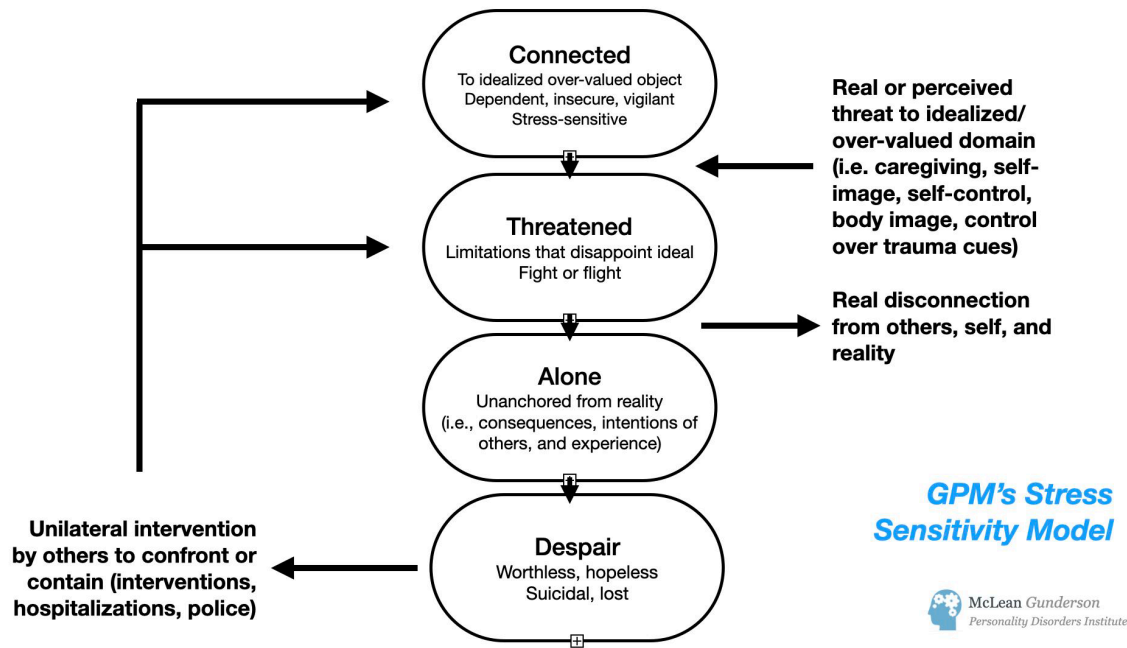 Connected
To idealized over-valued object
Dependent, insecure, vigilant
Stress-sensitive
Real or perceived
threat to idealized/
over-valued domain
(i.e. caregiving, self-
image, self-control,
body image, control
over trauma cues)
Threatened
Limitations that disappoint ideal
Fight or flight
Real disconnection
from others, self, and
reality
Alone
Unanchored from reality
(i.e., consequences, intentions of
others, and experience)
Despair
Worthless, hopeless
Suicidal, lost
Unilateral intervention
by others to confront or
contain (interventions,
hospitalizations, police)
GPM's Stress
Sensitivity Model
McLean Gunderson
Personality Disorders Institute